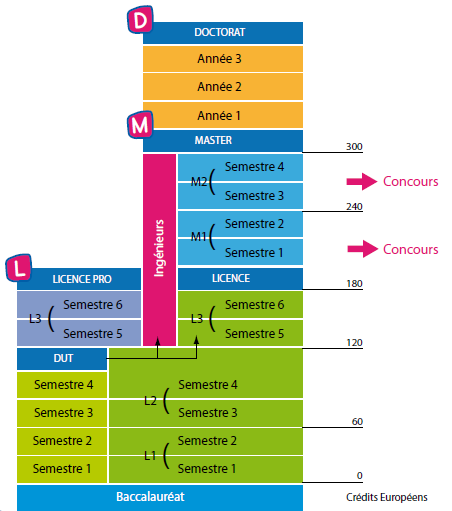 D
DOCTORAT
Année 3
Année 2
Année 1
M
MASTER
300
M2
Semestre 4
Semestre 3
Concours
240
M1
Semestre 2
Semestre 1
Concours
Ingénieurs
L
LICENCE PRO
LICENCE
180
L3
Semestre 6
Semestre 5
L3
Semestre 6
Semestre 5
120
DUT
Semestre 4
Semestre 3
Semestre 2
Semestre 1
L2
Semestre 4
Semestre 3
60
L1
Semestre 2
Semestre 1
0
Baccalauréat
Crédits Européens